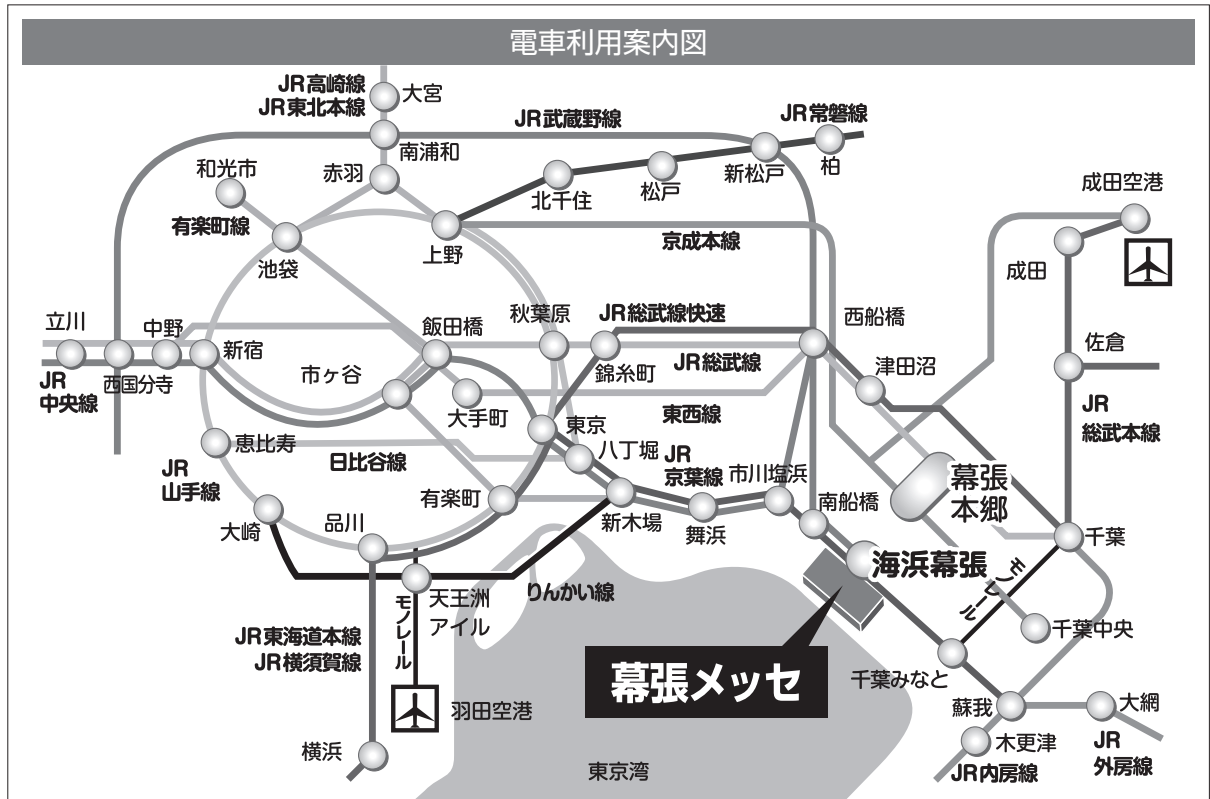 電車利用案内図
JR高崎線
JR東北本線
大宮
JR武蔵野線
JR常磐線
南浦和
和光市
赤羽
北千住
松戸
新松戸
柏
成田空港
有楽町線
池袋
上野
京成本線
成田
立川
中野
新宿
飯田橋
秋葉原
JR総武線快速
西船橋
JR
中央線
西国分寺
市ヶ谷
大手町
錦糸町
JR総武線
津田沼
佐倉
東西線
JR
総武本線
恵比寿
日比谷線
東京
八丁堀
JR
京葉線
市川塩浜
JR
山手線
有楽町
新木場
舞浜
南船橋
幕張
本郷
大崎
品川
海浜幕張
千葉
モノレール
りんかい線
天王洲
アイル
モノレール
千葉中央
JR東海道本線
JR横須賀線
幕張メッセ
千葉みなと
羽田空港
蘇我
大網
横浜
東京湾
木更津
JR内房線
JR
外房線